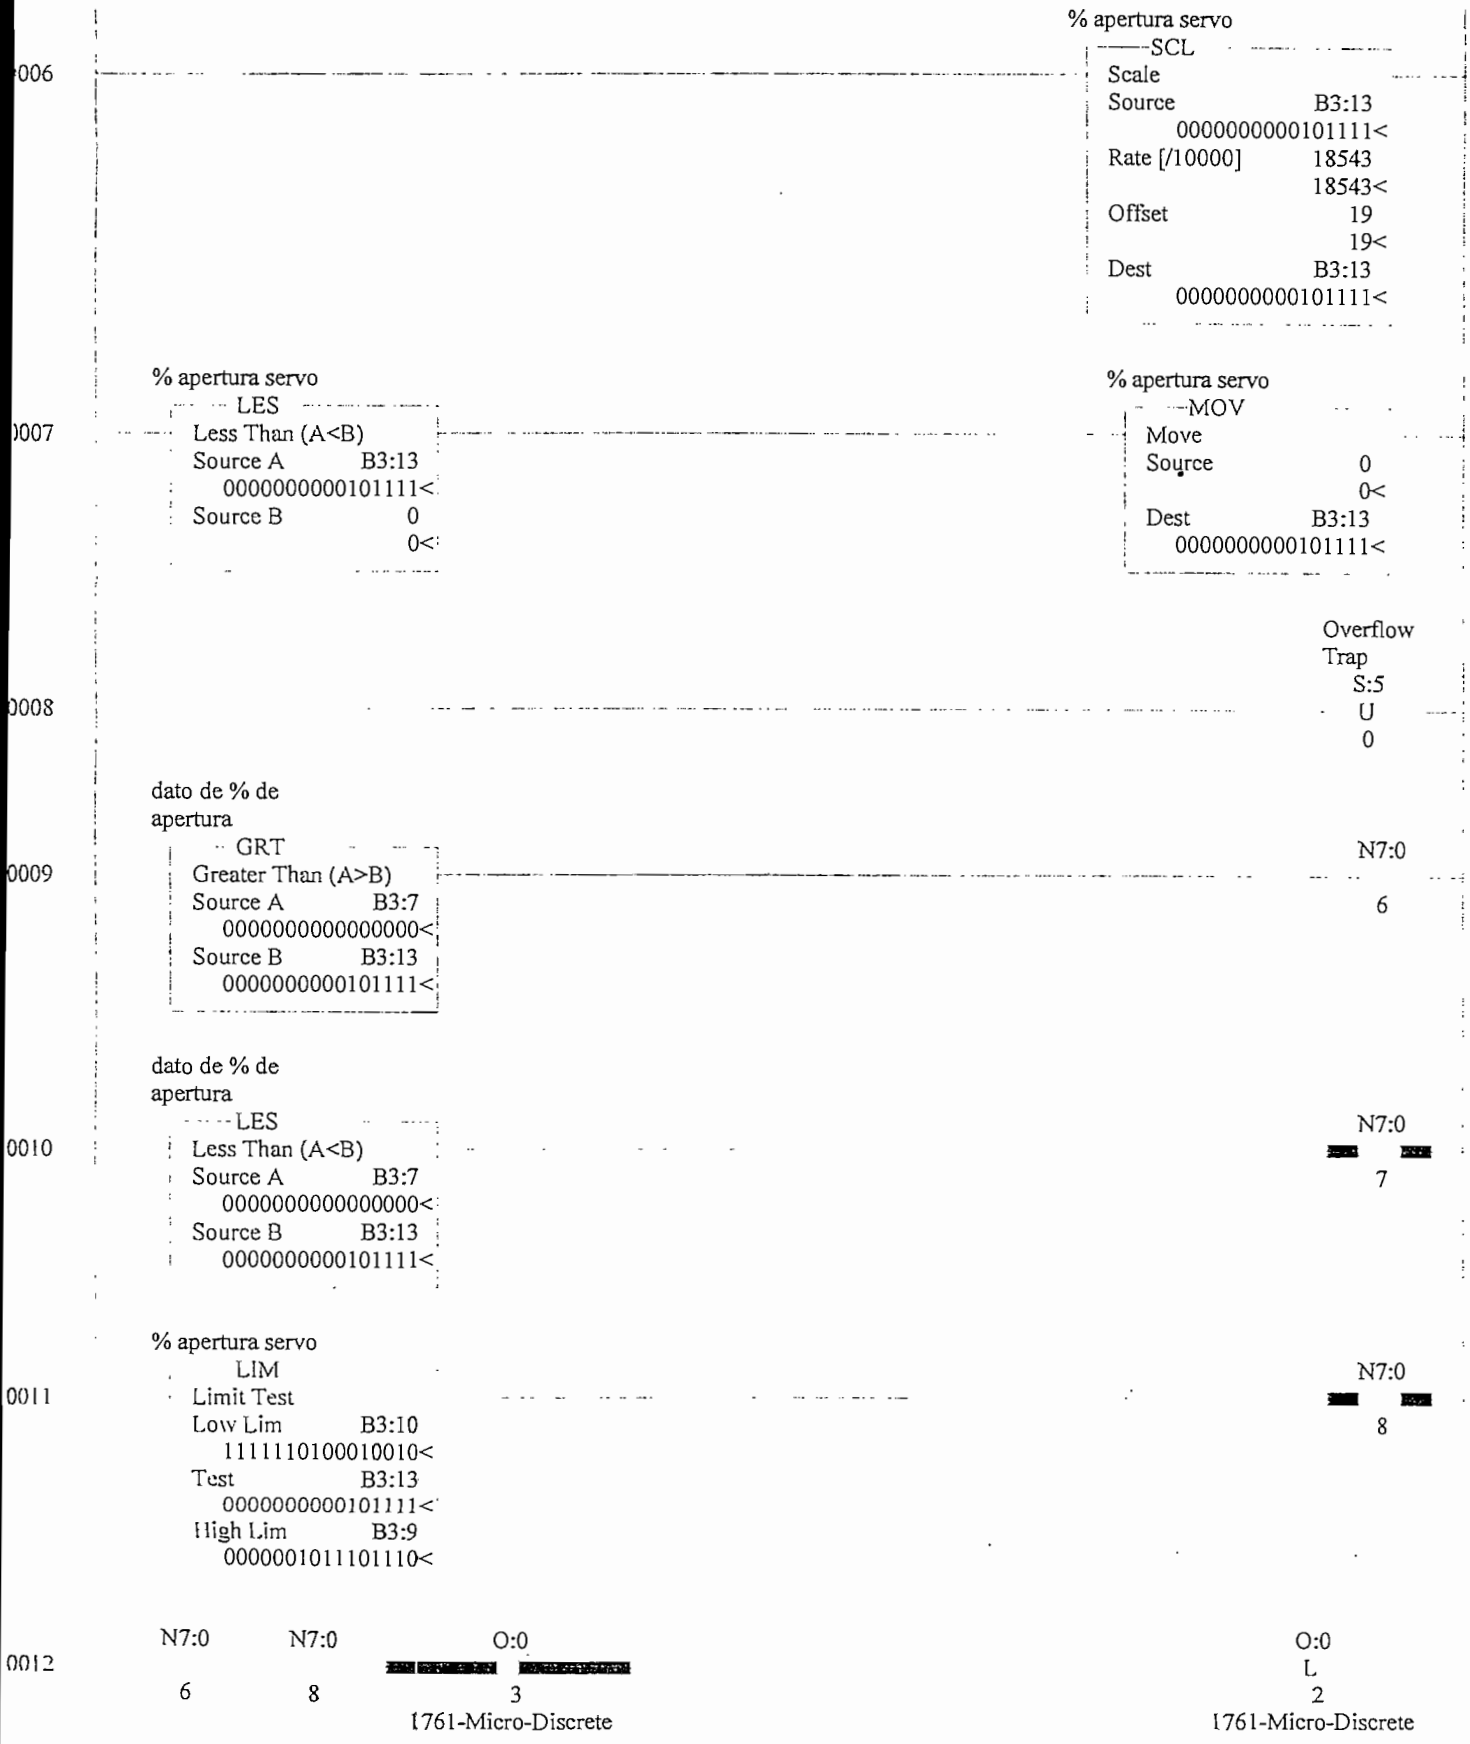 % apertura servo
SCL
006
Scale
Source B3:13
0000000000101111<
Rate [/10000] 18543
18543<
Offset 19
19<
Dest B3:13
0000000000101111<
% apertura servo
LES
0007
Less Than (A<B)
Source A B3:13
0000000000101111<
Source B 0
0<
% apertura servo
MOV
Move
Source 0
0<
Dest B3:13
0000000000101111<
Overflow
Trap
S:5
0008
U
0
dato de % de
apertura
GRT
0009
Greater Than (A>B)
Source A B3:7
0000000000000000<
Source B B3:13
0000000000101111<
N7:0
6
dato de % de
apertura
LES
0010
Less Than (A<B)
Source A B3:7
0000000000000000<
Source B B3:13
0000000000101111<
N7:0
7
% apertura servo
LIM
0011
Limit Test
Low Lim B3:10
1111110100010010<
Test B3:13
0000000000101111<
High Lim B3:9
0000001011101110<
N7:0
8
N7:0 N7:0 O:0 O:0
0012 L
6 8 3 2
1761-Micro-Discrete 1761-Micro-Discrete